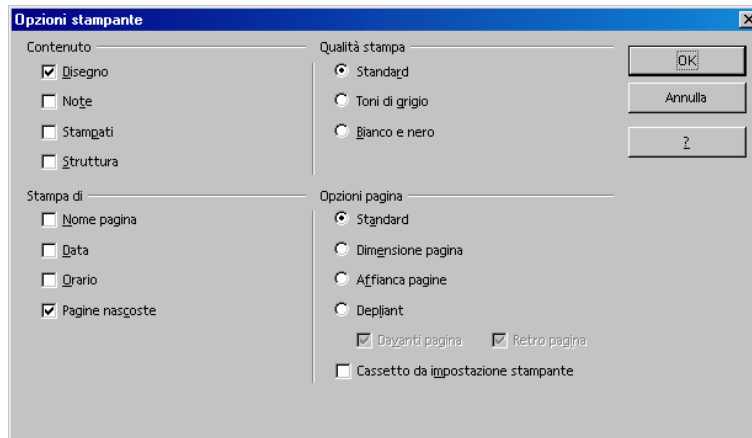 Opzioni stampante
Contenuto
Disegno
Note
Stampati
Struttura
Qualità stampa
Standard
Toni di grigio
Bianco e nero
OK
Annulla
?
Stampa di
Nome pagina
Data
Orario
Pagine nascoste
Opzioni pagina
Standard
Dimensione pagina
Affianca pagine
Depliant
Davanti pagina Retro pagina
Cassetto da impostazione stampante